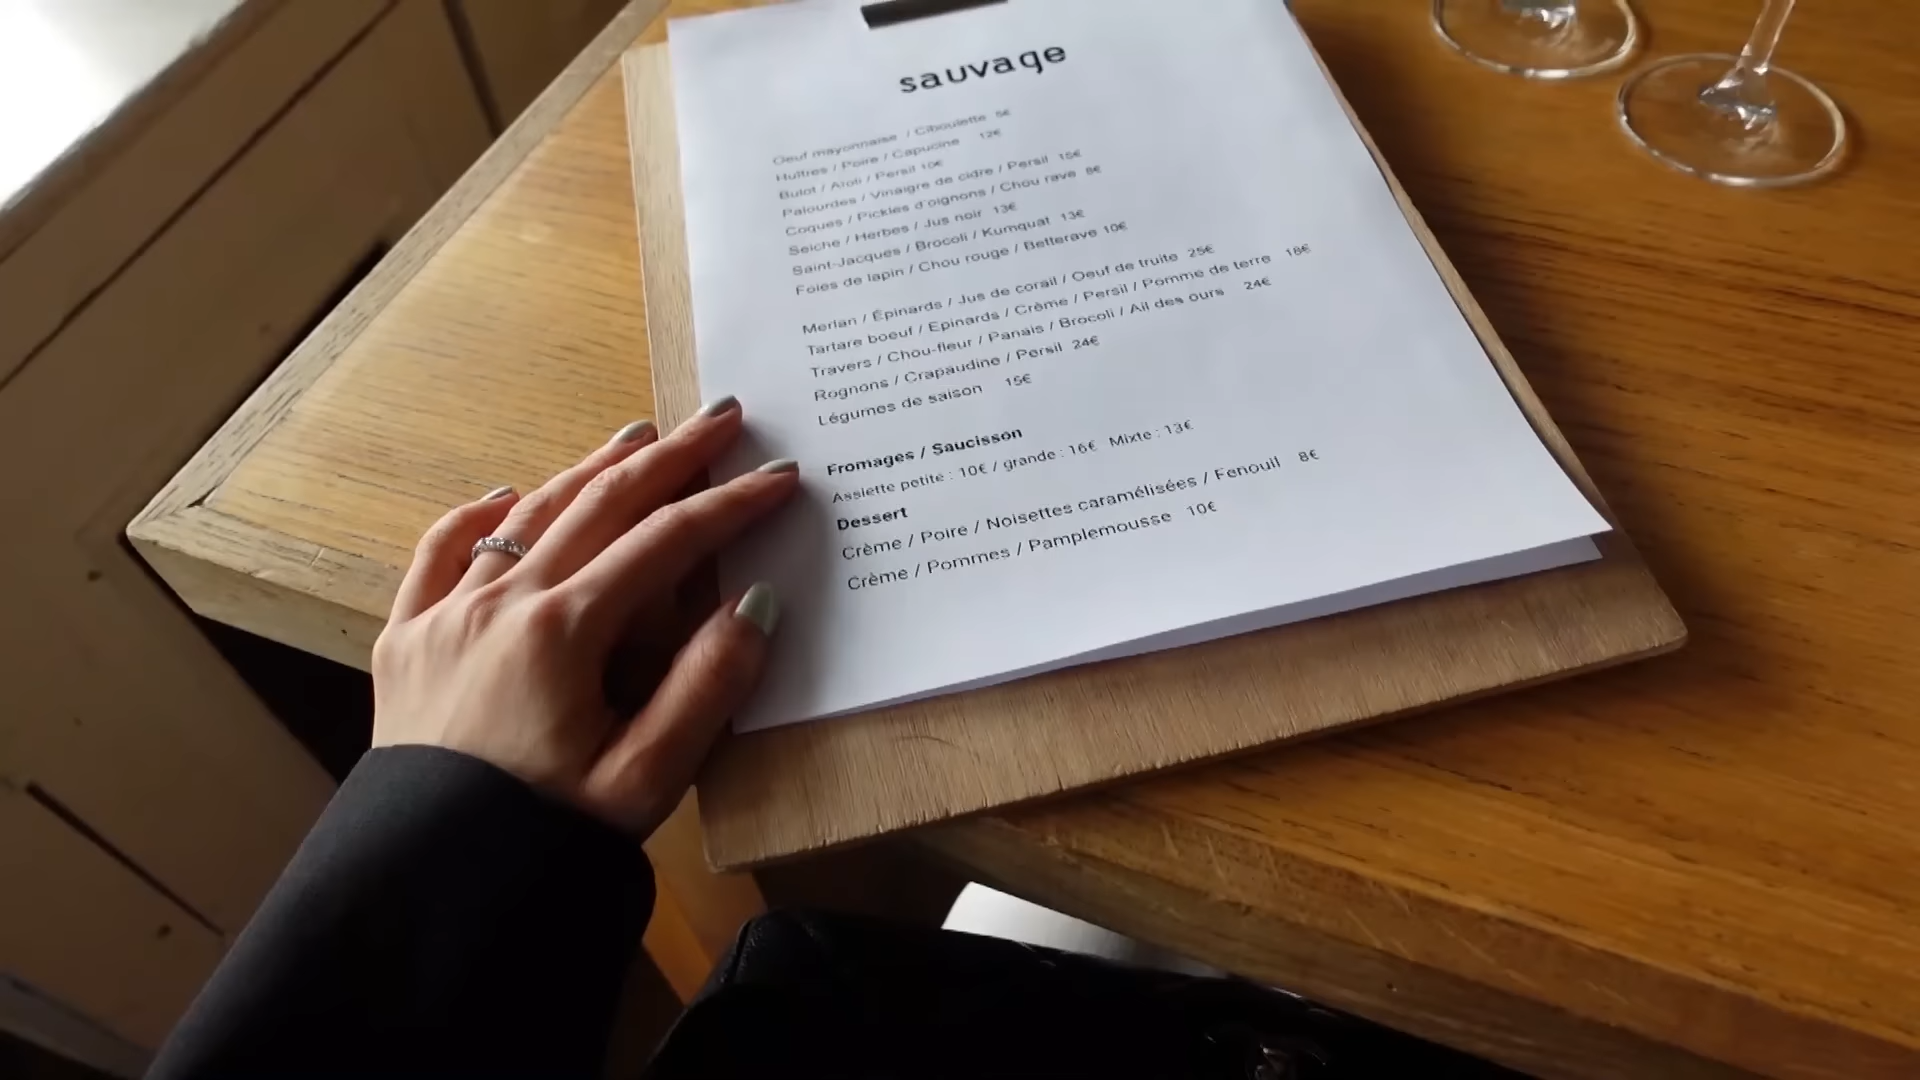 sauvage
Oeuf mayonnaise / Ciboulette 5€
Huîtres / Poire / Capucine 12€
Bulot / Aïoli / Persil 10€
Palourdes / Vinaigre de cidre / Persil 15€
Coques / Pickles d'oignons / Chou rave 8€
Seiche / Herbes / Jus noir 13€
Saint-Jacques / Brocoli / Kumquat 13€
Foies de lapin / Chou rouge / Betterave 10€
Merlan / Épinards / Jus de corail / Oeuf de truite 25€
Tartare boeuf / Epinards / Crème / Persil / Pomme de terre 18€
Travers / Chou-fleur / Panais / Brocoli / Ail des ours 24€
Rognons / Crapaudine / Persil 24€
Légumes de saison 15€
Fromages / Saucisson
Assiette petite : 10€ / grande : 16€ Mixte : 13€
Dessert
Crème / Poire / Noisettes caramélisées / Fenouil 8€
Crème / Pommes / Pamplemousse 10€